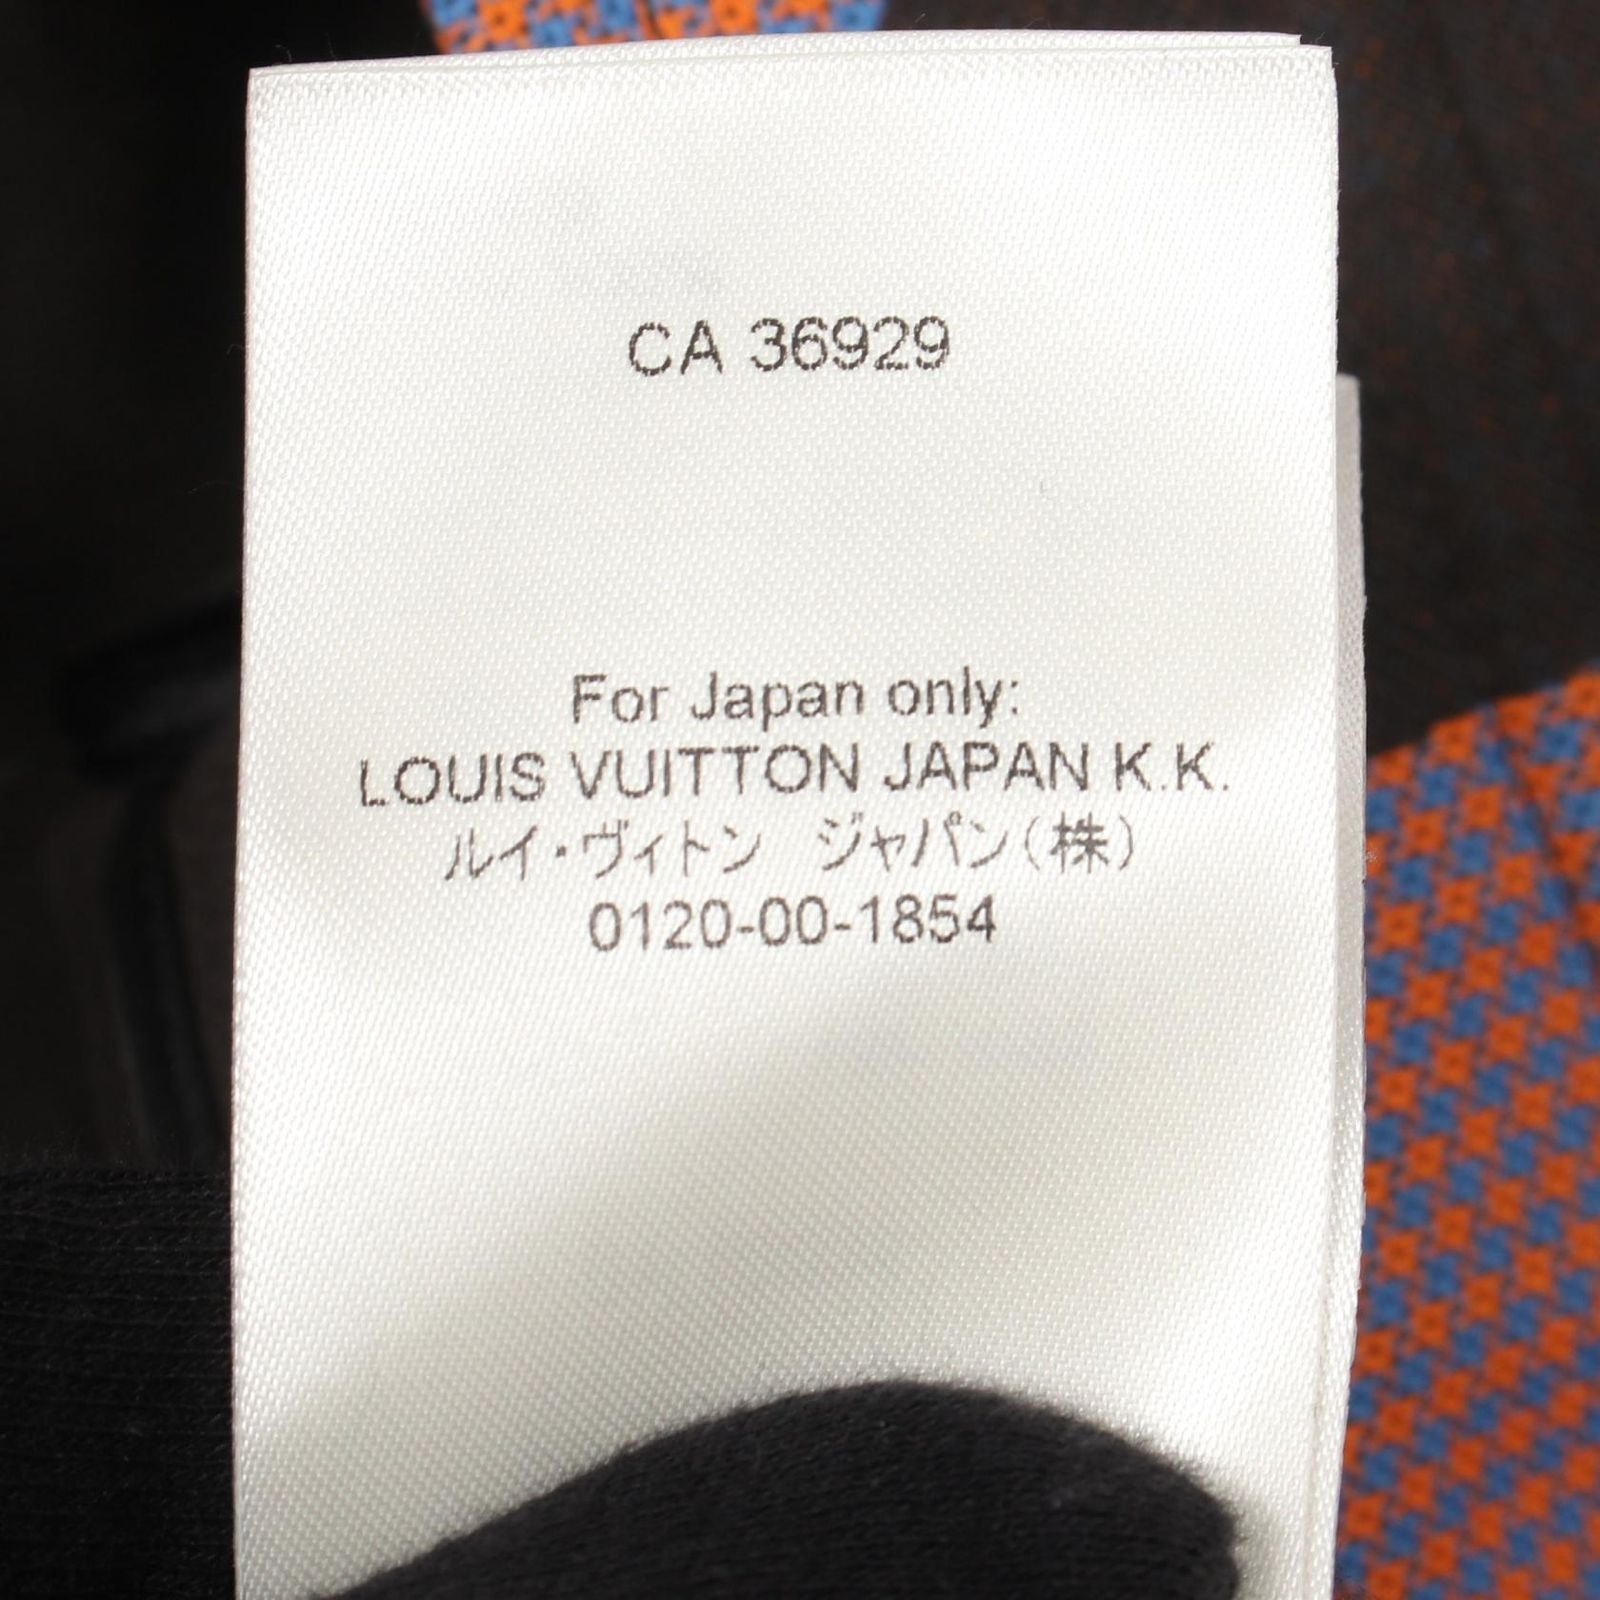 CA 36929
For Japan only:
LOUIS VUITTON JAPAN K.K.
ルイ・ヴィトン　ジャパン(株)
0120-00-1854